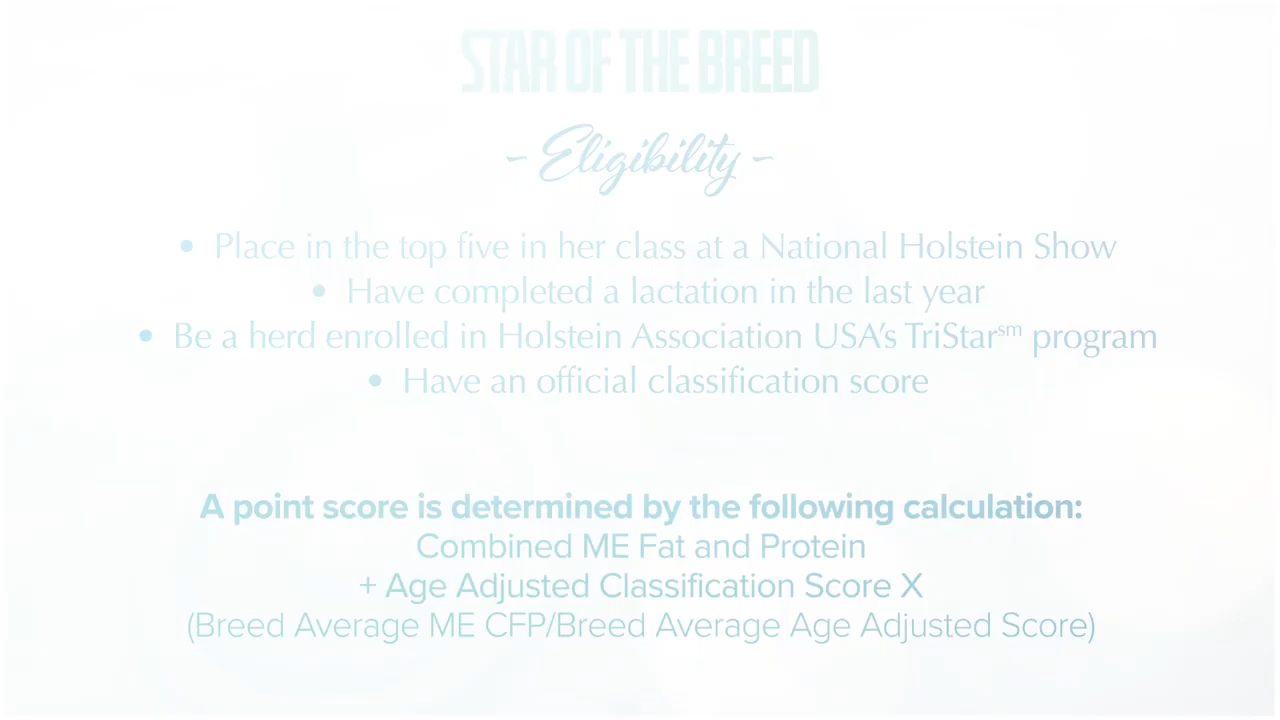 STAR OF THE BREED
- Eligibility -
• Place in the top five in her class at a National Holstein Show
• Have completed a lactation in the last year
• Be a herd enrolled in Holstein Association USA's TriStar℠ program
• Have an official classification score
A point score is determined by the following calculation:
Combined ME Fat and Protein
+ Age Adjusted Classification Score X
(Breed Average ME CFP/Breed Average Age Adjusted Score)